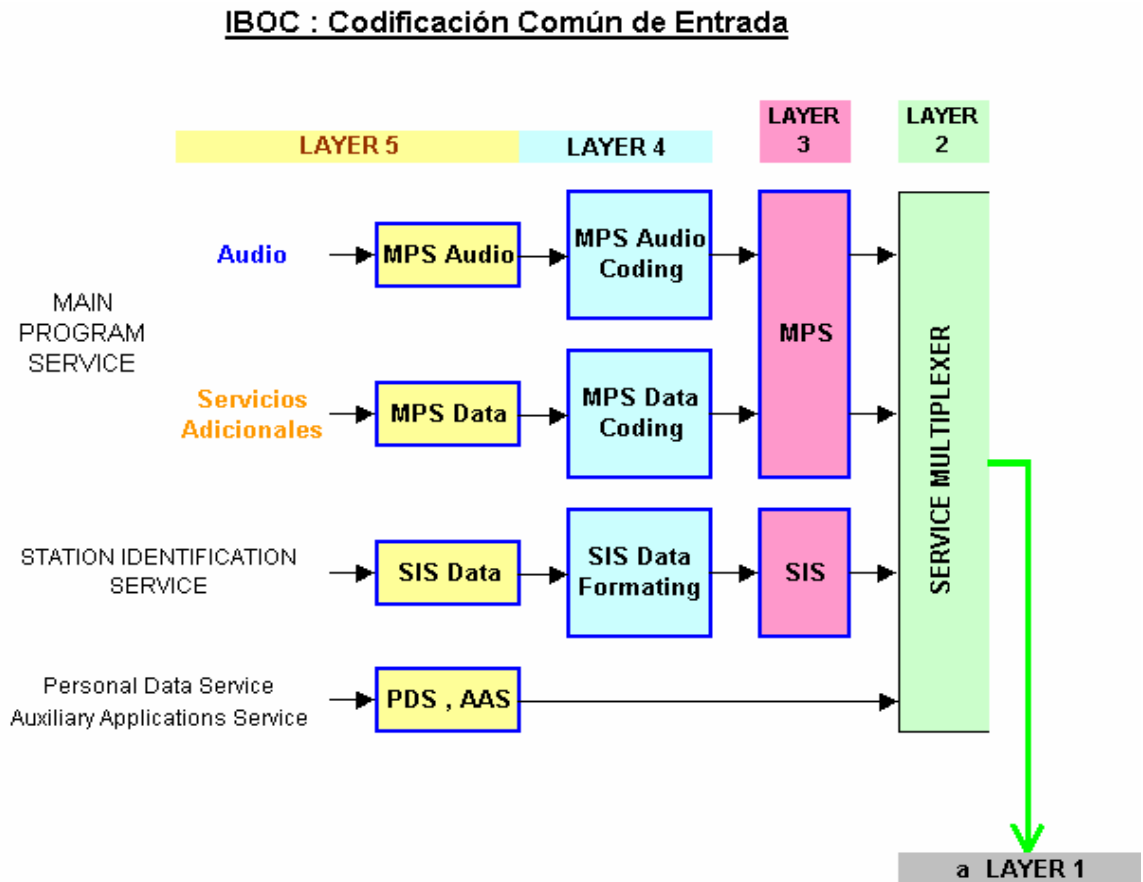 IBOC : Codificación Común de Entrada
LAYER 5
LAYER 4
LAYER
3
LAYER
2
MAIN
PROGRAM
SERVICE
Audio
MPS Audio
MPS Audio
Coding
MPS
Servicios
Adicionales
MPS Data
MPS Data
Coding
STATION IDENTIFICATION
SERVICE
SIS Data
SIS Data
Formating
SIS
Personal Data Service
Auxiliary Applications Service
PDS , AAS
SERVICE MULTIPLEXER
a LAYER 1